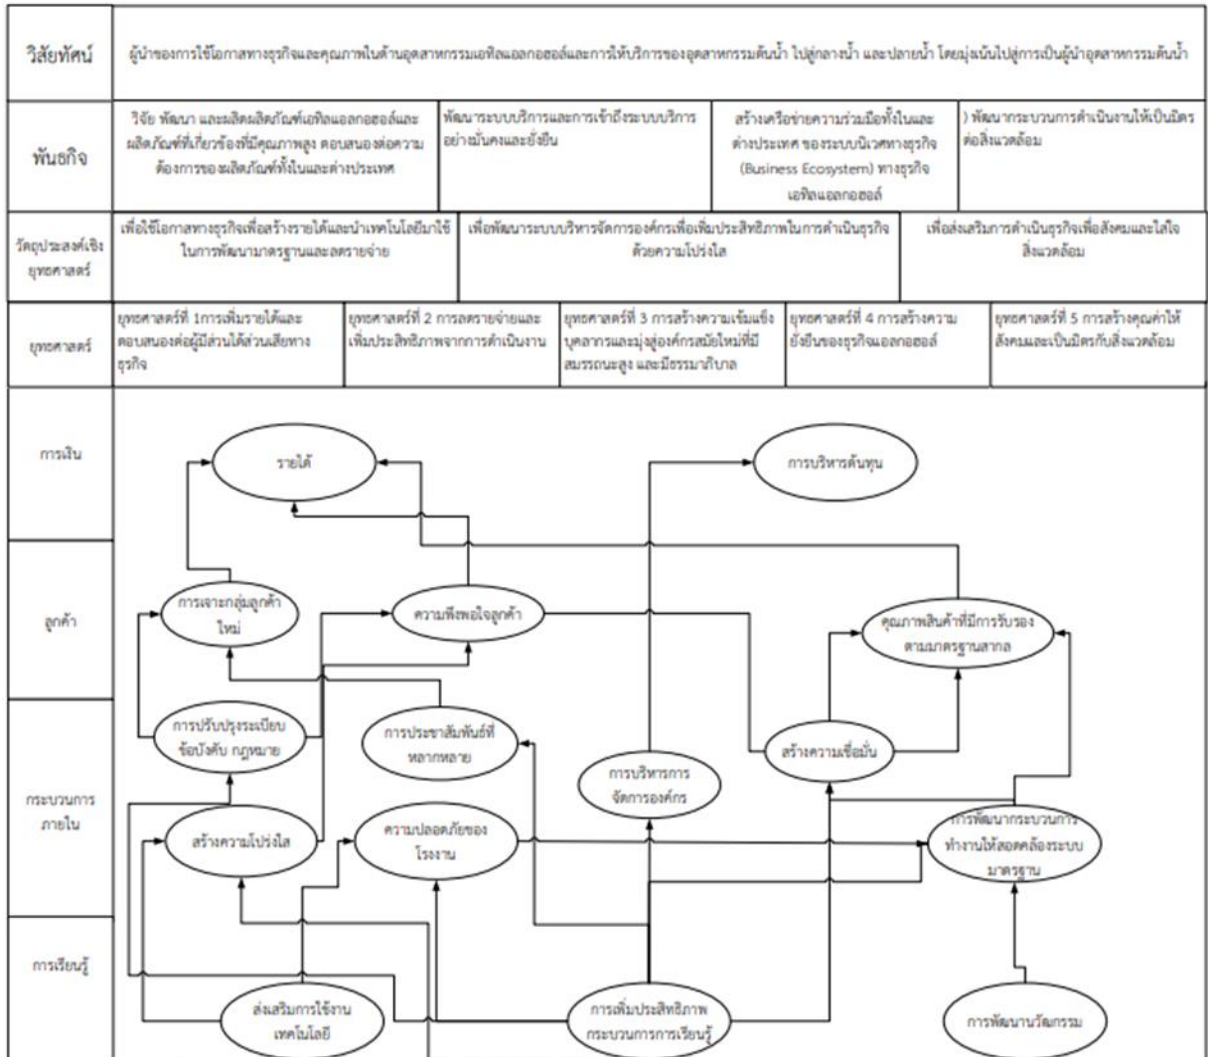 วิสัยทัศน์
ผู้นำของการใช้โอกาสทางธุรกิจและคุณภาพในด้านอุตสาหกรรมเอทิลแอลกอฮอล์และการให้บริการของอุตสาหกรรมต้นน้ำ ไปสู่กลางน้ำ และปลายน้ำ โดยมุ่งเน้นไปสู่การเป็นผู้นำอุตสาหกรรมต้นน้ำ
พันธกิจ
วิจัย พัฒนา และผลิตผลิตภัณฑ์เอทิลแอลกอฮอล์และ
ผลิตภัณฑ์ที่เกี่ยวข้องที่มีคุณภาพสูง ตอบสนองต่อความ
ต้องการของผลิตภัณฑ์ทั้งในและต่างประเทศ
พัฒนาระบบบริการและการเข้าถึงระบบบริการ
อย่างมั่นคงและยั่งยืน
สร้างเครือข่ายความร่วมมือทั้งในและ
ต่างประเทศ ของระบบนิเวศทางธุรกิจ
(Business Ecosystem) ทางธุรกิจ
เอทิลแอลกอฮอล์
) พัฒนากระบวนการดำเนินงานให้เป็นมิตร
ต่อสิ่งแวดล้อม
วัตถุประสงค์เชิง
ยุทธศาสตร์
เพื่อใช้โอกาสทางธุรกิจเพื่อสร้างรายได้และนำเทคโนโลยีมาใช้
ในการพัฒนามาตรฐานและลดรายจ่าย
เพื่อพัฒนาระบบบริหารจัดการองค์กรเพื่อเพิ่มประสิทธิภาพในการดำเนินธุรกิจ
ด้วยความโปร่งใส
เพื่อส่งเสริมการดำเนินธุรกิจเพื่อสังคมและใส่ใจ
สิ่งแวดล้อม
ยุทธศาสตร์
ยุทธศาสตร์ที่ 1การเพิ่มรายได้และ
ตอบสนองต่อผู้มีส่วนได้ส่วนเสียทาง
ธุรกิจ
ยุทธศาสตร์ที่ 2 การลดรายจ่ายและ
เพิ่มประสิทธิภาพจากการดำเนินงาน
ยุทธศาสตร์ที่ 3 การสร้างความเข้มแข็ง
บุคลากรและมุ่งสู่องค์กรสมัยใหม่ที่มี
สมรรถนะสูง และมีธรรมาภิบาล
ยุทธศาสตร์ที่ 4 การสร้างความ
ยั่งยืนของธุรกิจแอลกอฮอล์
ยุทธศาสตร์ที่ 5 การสร้างคุณค่าให้
สังคมและเป็นมิตรกับสิ่งแวดล้อม
การเงิน
รายได้
การบริหารต้นทุน
ลูกค้า
การเจาะกลุ่มลูกค้า
ใหม่
ความพึงพอใจลูกค้า
คุณภาพสินค้าที่มีการรับรอง
ตามมาตรฐานสากล
กระบวนการ
ภายใน
การปรับปรุงระเบียบ
ข้อบังคับ กฎหมาย
การประชาสัมพันธ์ที่
หลากหลาย
การบริหารการ
จัดการองค์กร
สร้างความเชื่อมั่น
สร้างความโปร่งใส
ความปลอดภัยของ
โรงงาน
การพัฒนากระบวนการ
ทำงานให้สอดคล้องระบบ
มาตรฐาน
การเรียนรู้
ส่งเสริมการใช้งาน
เทคโนโลยี
การเพิ่มประสิทธิภาพ
กระบวนการการเรียนรู้
การพัฒนานวัฒกรรม